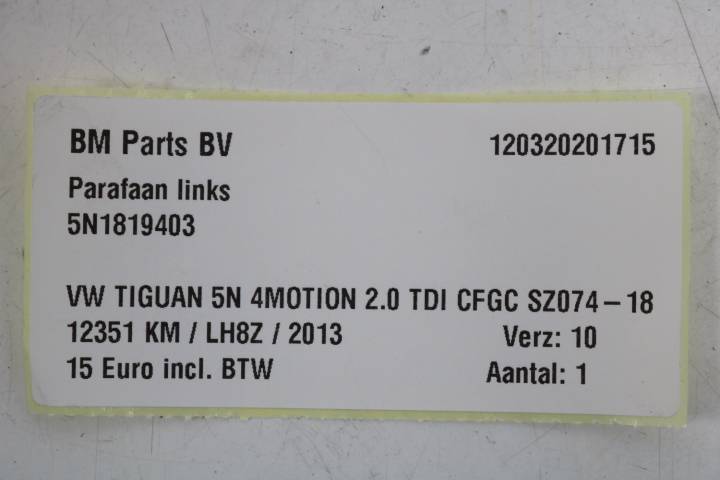 BM Parts BV 120320201715
Parafaan links
5N1819403
VW TIGUAN 5N 4MOTION 2.0 TDI CFGC SZ074-18
12351 KM / LH8Z / 2013 Verz: 10
15 Euro incl. BTW Aantal: 1